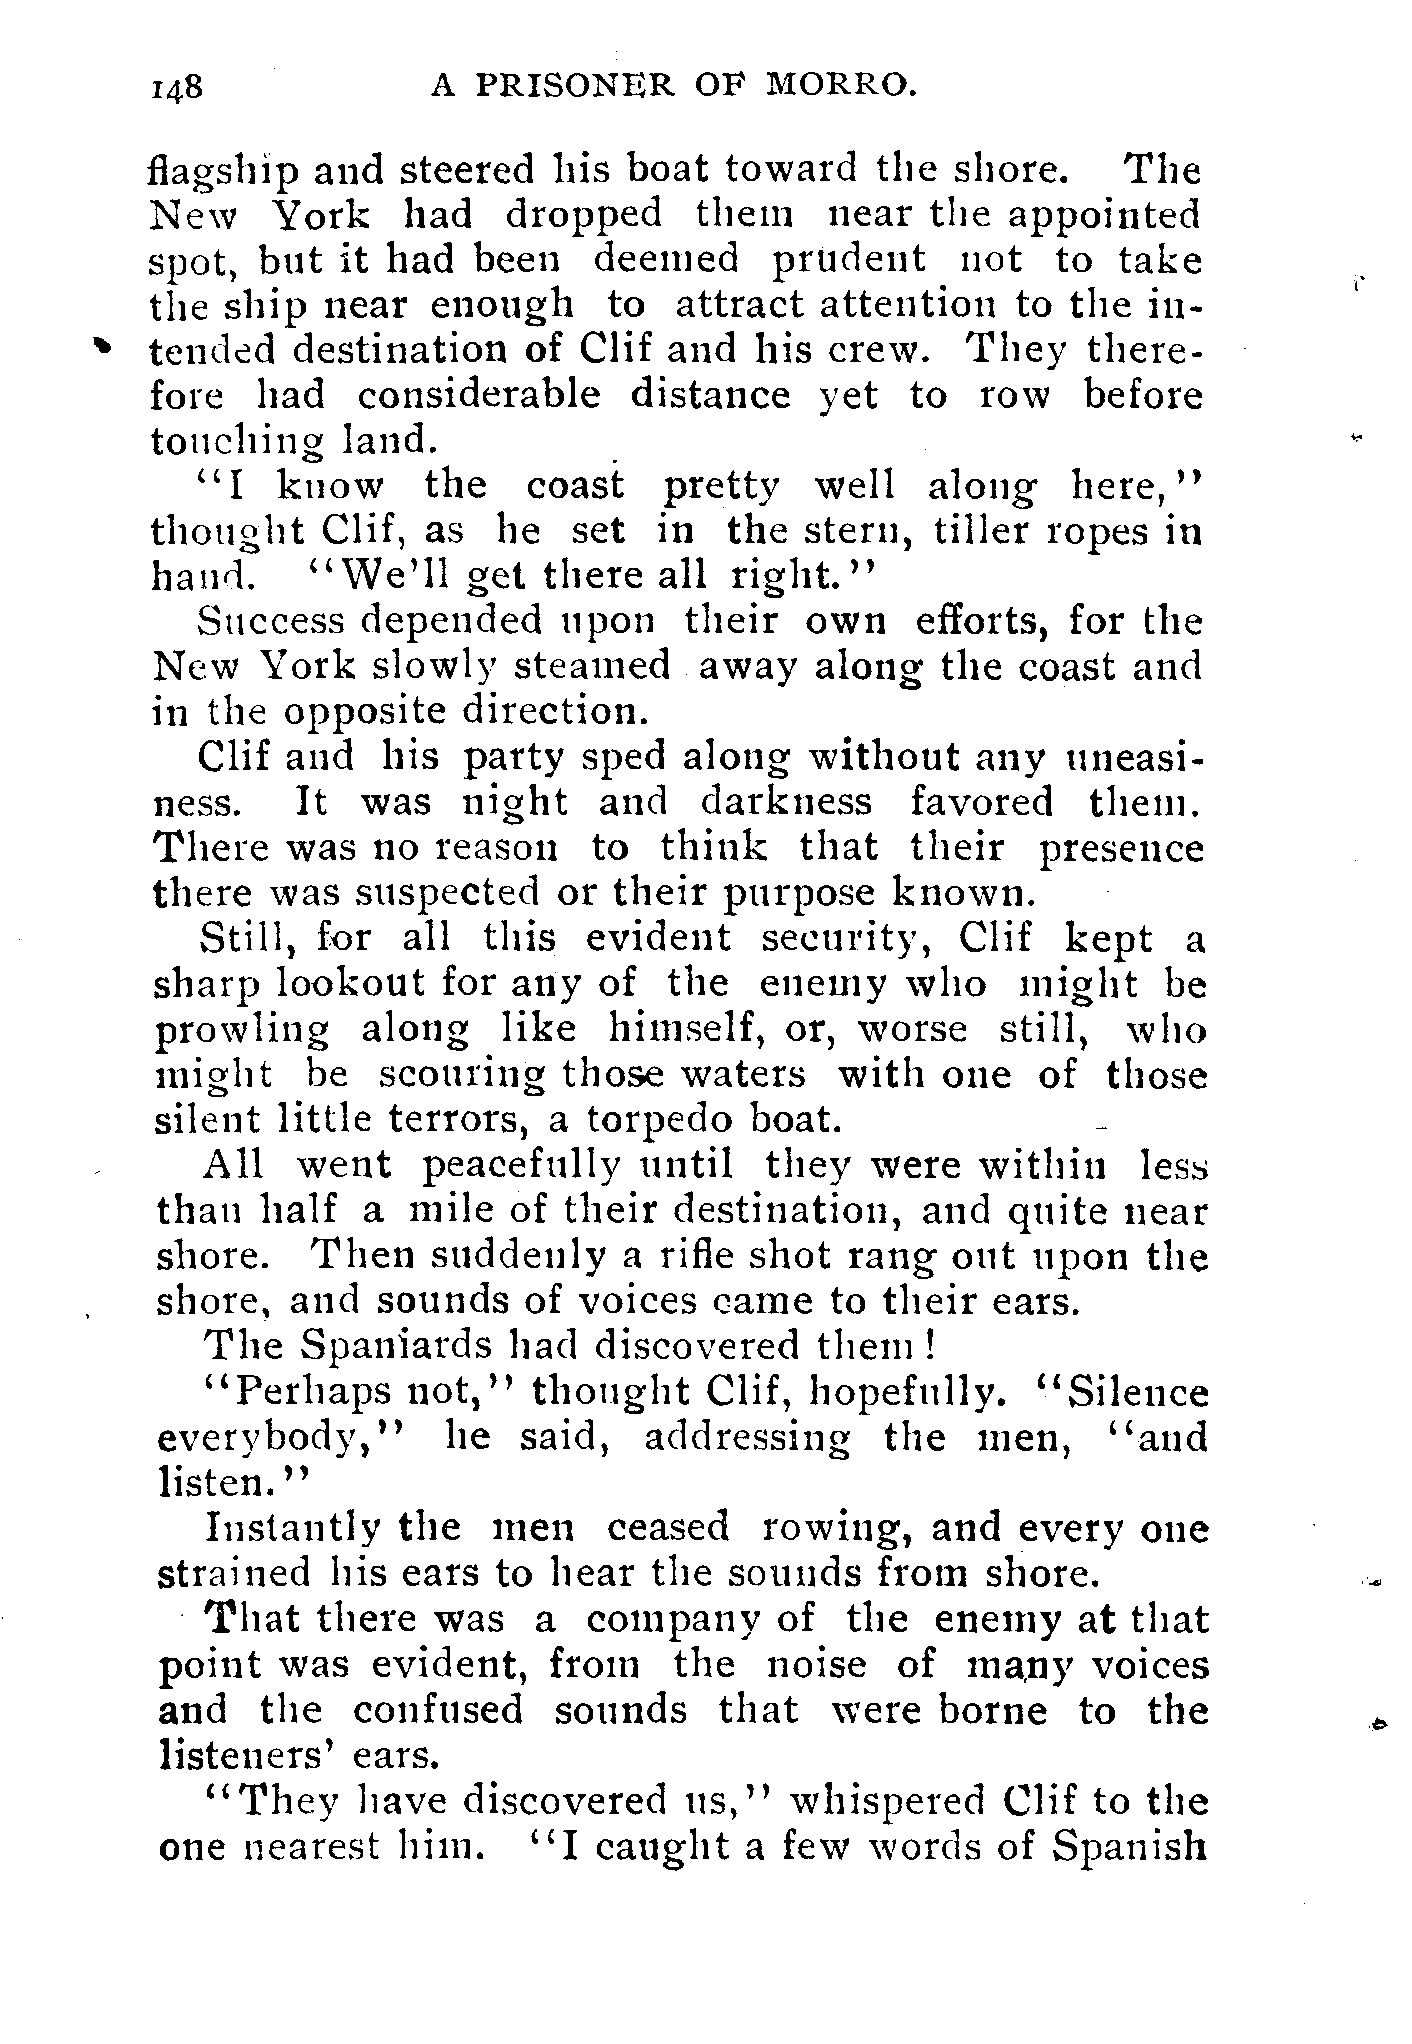 148 A PRISONER OF MORRO.
flagship and steered his boat toward the shore. The
New York had dropped them near the appointed
spot, but it had been deemed prudent not to take
the ship near enough to attract attention to the in-
tended destination of Clif and his crew. They there-
fore had considerable distance yet to row before
touching land.
"I know the coast pretty well along here,"
thought Clif, as he set in the stern, tiller ropes in
hand. "We'll get there all right."
Success depended upon their own efforts, for the
New York slowly steamed away along the coast and
in the opposite direction.
Clif and his party sped along without any uneasi-
ness. It was night and darkness favored them.
There was no reason to think that their presence
there was suspected or their purpose known.
Still, for all this evident security, Clif kept a
sharp lookout for any of the enemy who might be
prowling along like himself, or, worse still, who
might be scouring those waters with one of those
silent little terrors, a torpedo boat.
All went peacefully until they were within less
than half a mile of their destination, and quite near
shore. Then suddenly a rifle shot rang out upon the
shore, and sounds of voices came to their ears.
The Spaniards had discovered them!
"Perhaps not," thought Clif, hopefully. "Silence
everybody," he said, addressing the men, "and
listen."
Instantly the men ceased rowing, and every one
strained his ears to hear the sounds from shore.
That there was a company of the enemy at that
point was evident, from the noise of many voices
and the confused sounds that were borne to the
listeners' ears.
"They have discovered us," whispered Clif to the
one nearest him. "I caught a few words of Spanish